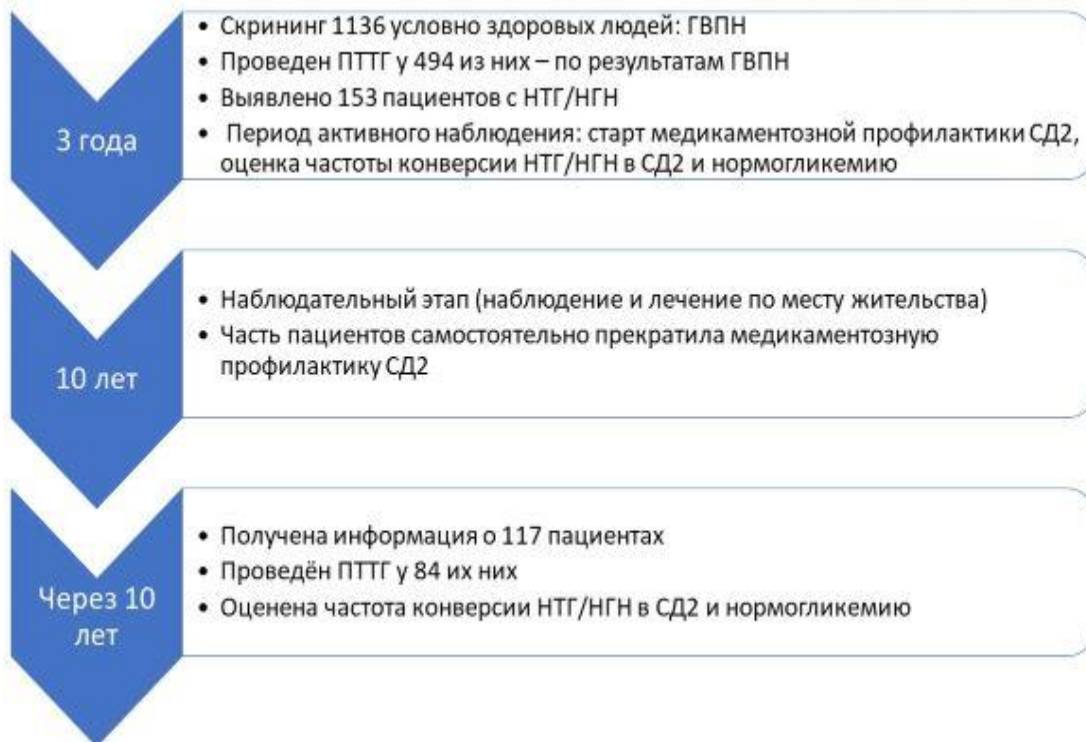 3 года
• Скрининг 1136 условно здоровых людей: ГВПН
• Проведен ПТТГ у 494 из них – по результатам ГВПН
• Выявлено 153 пациентов с НТГ/НГН
• Период активного наблюдения: старт медикаментозной профилактики СД2,
оценка частоты конверсии НТГ/НГН в СД2 и нормогликемию
10 лет
• Наблюдательный этап (наблюдение и лечение по месту жительства)
• Часть пациентов самостоятельно прекратила медикаментозную
профилактику СД2
Через 10
лет
• Получена информация о 117 пациентах
• Проведён ПТТГ у 84 их них
• Оценена частота конверсии НТГ/НГН в СД2 и нормогликемию